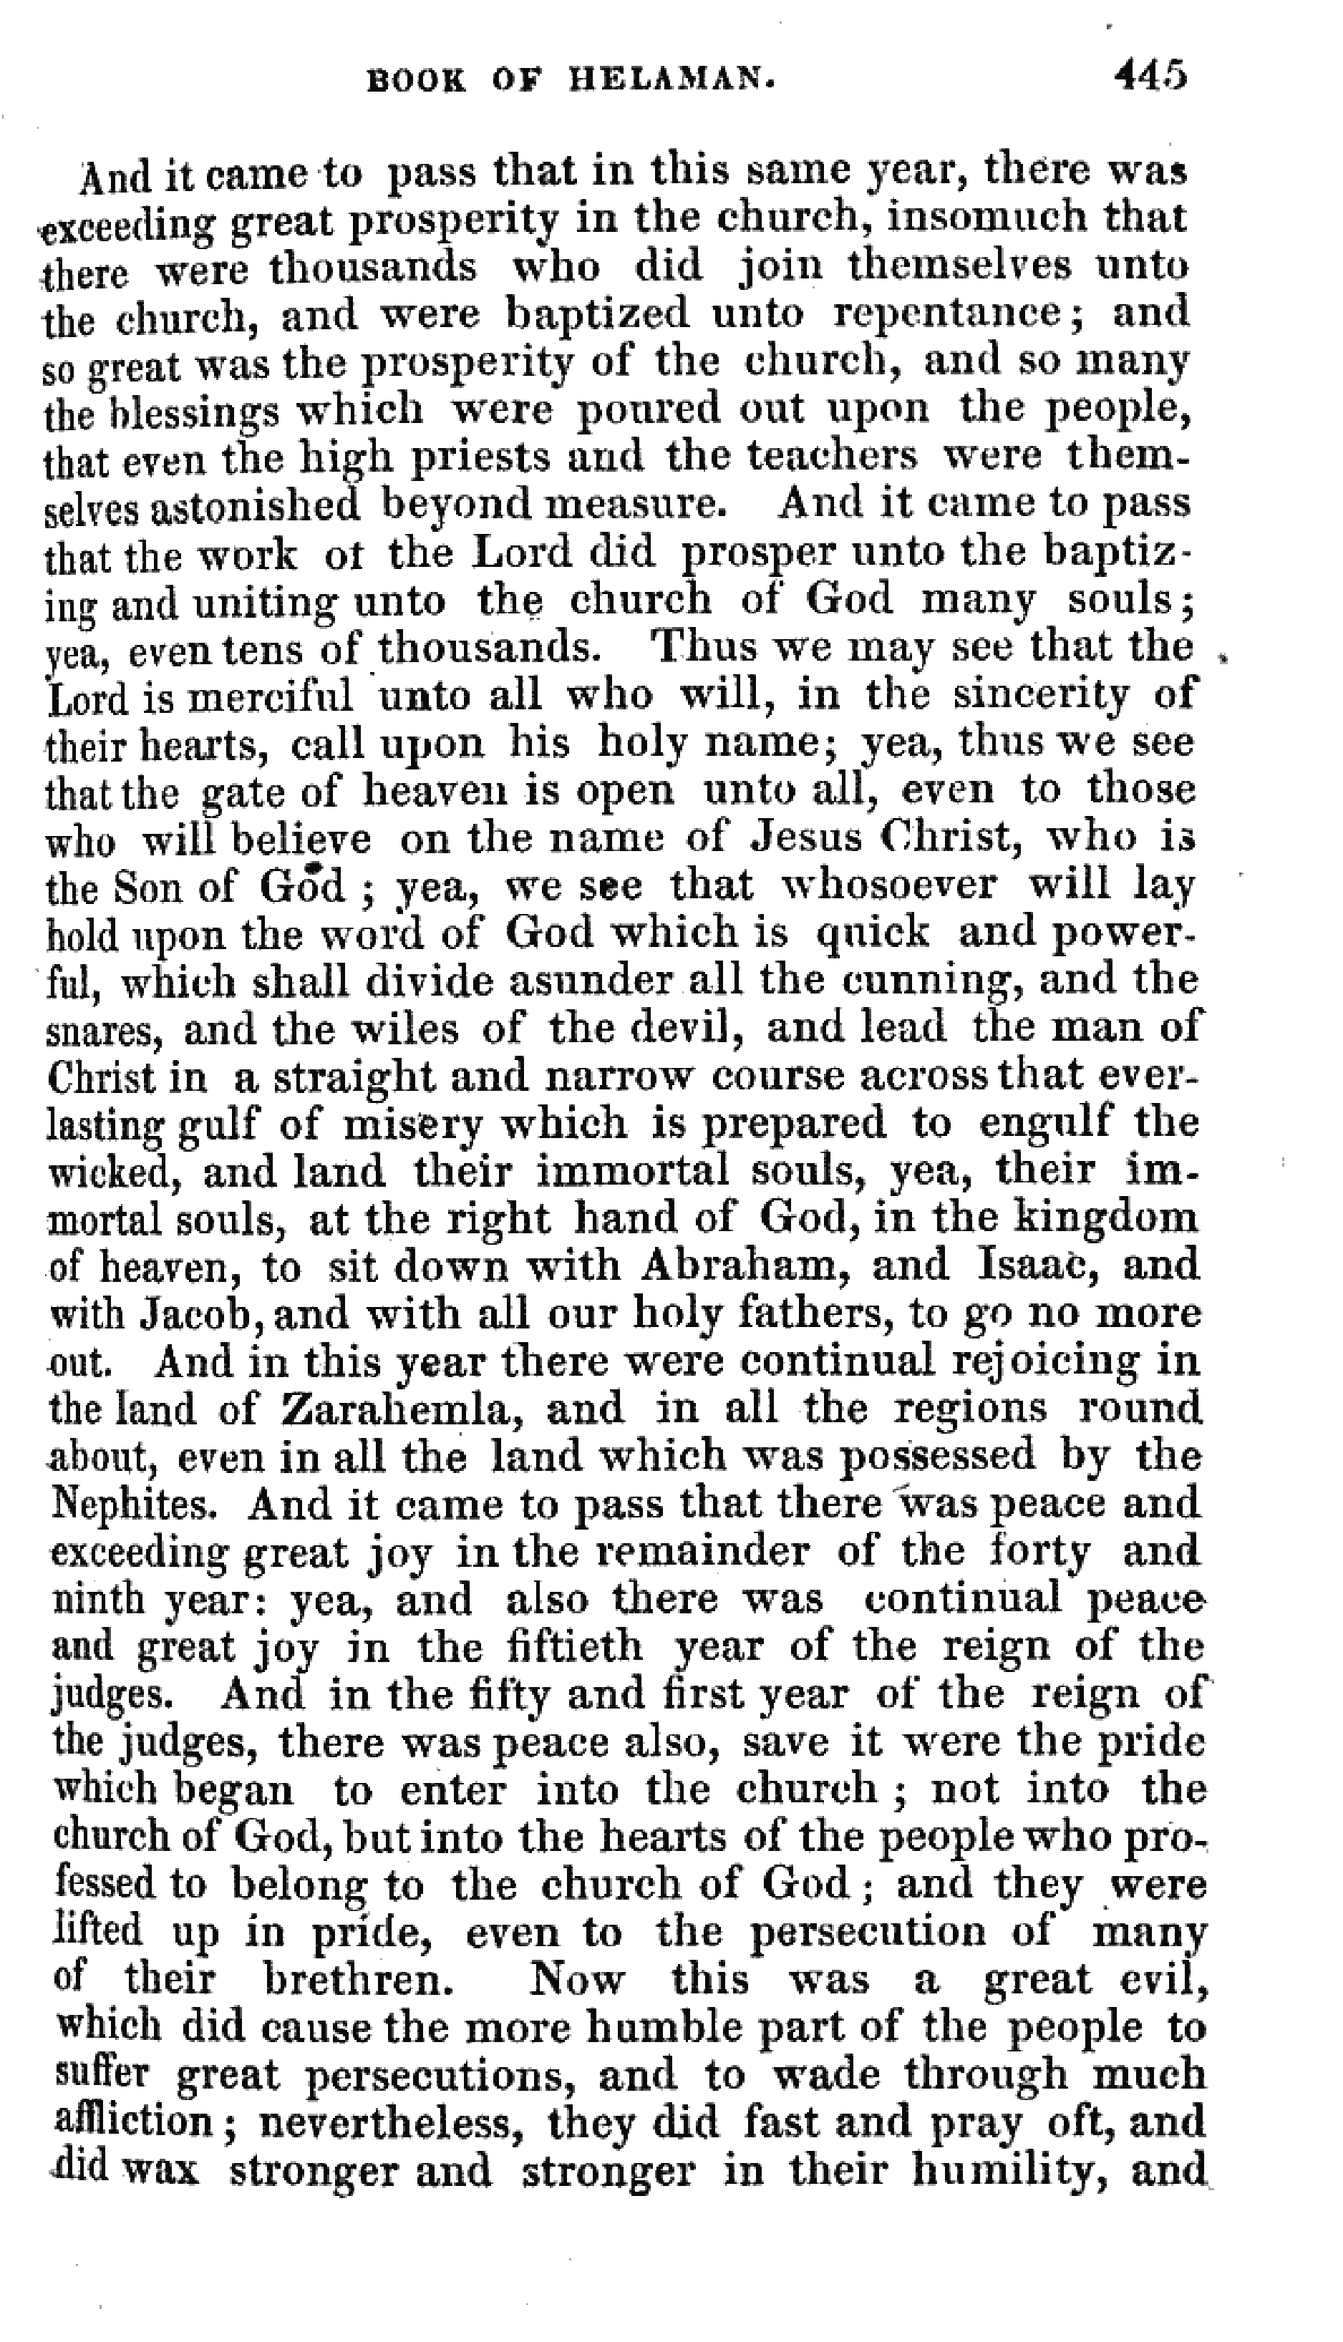 BOOK OF HELAMAN. 445
And it came to pass that in this same year, there was
exceeding great prosperity in the church, insomuch that
there were thousands who did join themselves unto
the church, and were baptized unto repentance; and
so great was the prosperity of the church, and so many
the blessings which were poured out upon the people,
that even the high priests and the teachers were them-
selves astonished beyond measure. And it came to pass
that the work of the Lord did prosper unto the baptiz-
ing and uniting unto the church of God many souls;
yea, even tens of thousands. Thus we may see that the
Lord is merciful unto all who will, in the sincerity of
their hearts, call upon his holy name; yea, thus we see
that the gate of heaven is open unto all, even to those
who will believe on the name of Jesus Christ, who is
the Son of God ; yea, we see that whosoever will lay
hold upon the word of God which is quick and power-
ful, which shall divide asunder all the cunning, and the
snares, and the wiles of the devil, and lead the man of
Christ in a straight and narrow course across that ever-
lasting gulf of misery which is prepared to engulf the
wicked, and land their immortal souls, yea, their im-
mortal souls, at the right hand of God, in the kingdom
of heaven, to sit down with Abraham, and Isaac, and
with Jacob, and with all our holy fathers, to go no more
out. And in this year there were continual rejoicing in
the land of Zarahemla, and in all the regions round
about, even in all the land which was possessed by the
Nephites. And it came to pass that there was peace and
exceeding great joy in the remainder of the forty and
ninth year: yea, and also there was continual peace
and great joy in the fiftieth year of the reign of the
judges. And in the fifty and first year of the reign of
the judges, there was peace also, save it were the pride
which began to enter into the church ; not into the
church of God, but into the hearts of the people who pro-
fessed to belong to the church of God; and they were
lifted up in pride, even to the persecution of many
of their brethren. Now this was a great evil,
which did cause the more humble part of the people to
suffer great persecutions, and to wade through much
affliction; nevertheless, they did fast and pray oft, and
did wax stronger and stronger in their humility, and